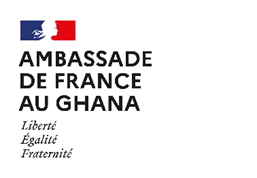 AMBASSADE
DE FRANCE
AU GHANA
Liberté
Égalité
Fraternité